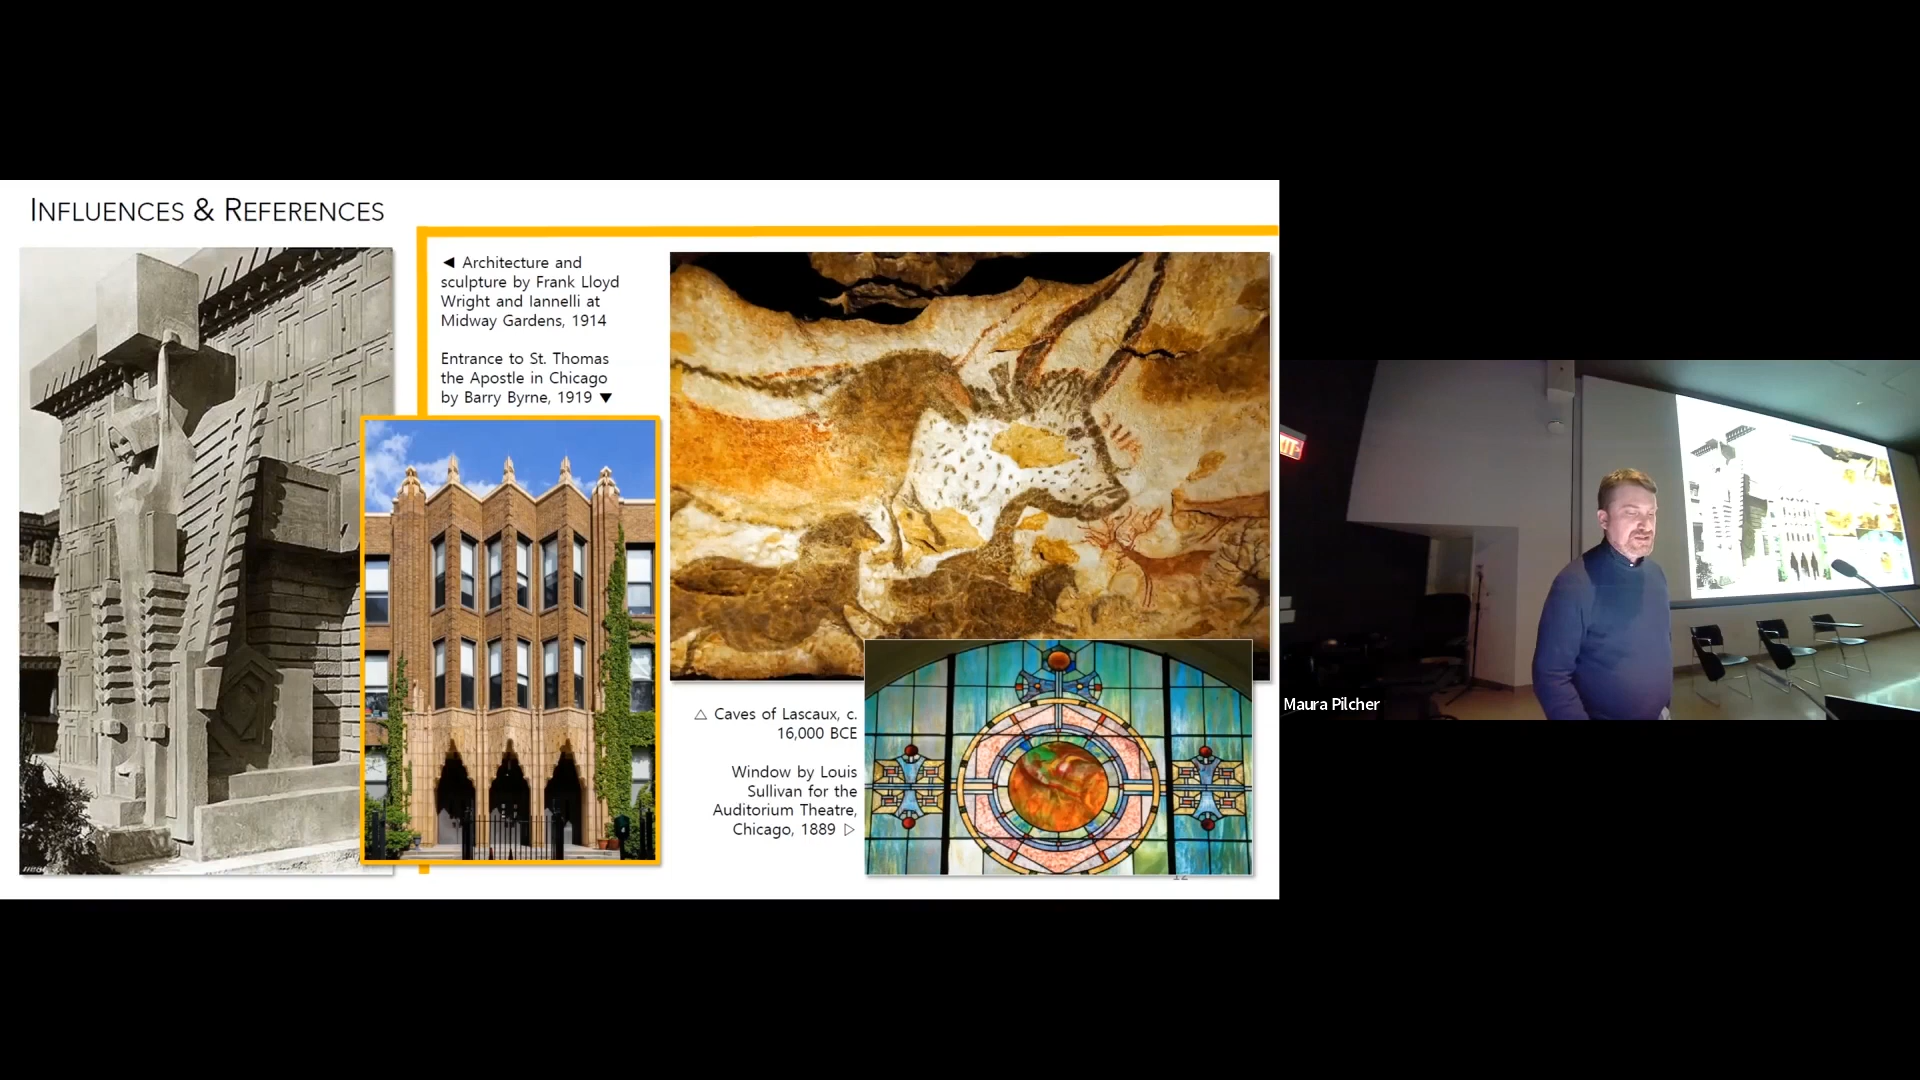 INFLUENCES & REFERENCES
◄ Architecture and
sculpture by Frank Lloyd
Wright and Iannelli at
Midway Gardens, 1914
Entrance to St. Thomas
the Apostle in Chicago
by Barry Byrne, 1919 ▼
△ Caves of Lascaux, c.
16,000 BCE
Window by Louis
Sullivan for the
Auditorium Theatre,
Chicago, 1889 ▷
12
Maura Pilcher